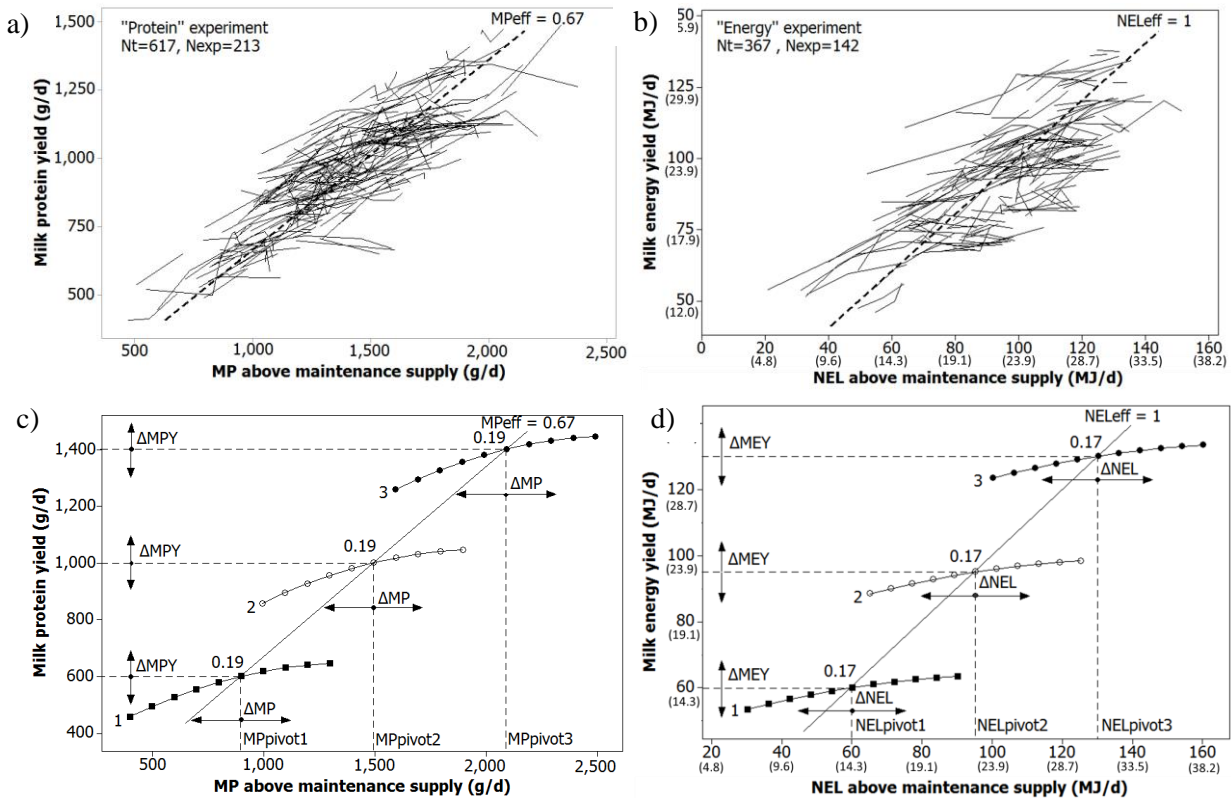 a)
"Protein" experiment
Nt=617, Nexp=213
MPeff = 0.67
Milk protein yield (g/d)
1,500
1,250
1,000
750
500
500
1,000
1,500
2,000
2,500
MP above maintenance supply (g/d)
b)
"Energy" experiment
Nt=367 , Nexp=142
NELeff = 1
Milk energy yield (MJ/d)
50
5.9)
125
(29.9)
100
(23.9)
75
(17.9)
50
(12.0)
0
20
40
60
80
100
120
140
160
(4.8)
(9.6)
(14.3)
(19.1)
(23.9)
(28.7)
(33.5)
(38.2)
NEL above maintenance supply (MJ/d)
c)
MPeff = 0.67
Milk protein yield (g/d)
1,400
1,200
1,000
800
600
400
ΔMPY
ΔMPY
ΔMPY
0.19
3
ΔMP
0.19
2
ΔMP
0.19
1
ΔMP
MPpivot1
MPpivot2
MPpivot3
500
1,000
1,500
2,000
2,500
MP above maintenance supply (g/d)
d)
NELeff = 1
Milk energy yield (MJ/d)
120
(28.7)
100
(23.9)
80
(19.1)
60
(14.3)
ΔMEY
ΔMEY
ΔMEY
0.17
3
ΔNEL
0.17
2
ΔNEL
0.17
1
ΔNEL
NELpivot1
NELpivot2
NELpivot3
20
40
60
80
100
120
140
160
(4.8)
(9.6)
(14.3)
(19.1)
(23.9)
(28.7)
(33.5)
(38.2)
NEL above maintenance supply (MJ/d)